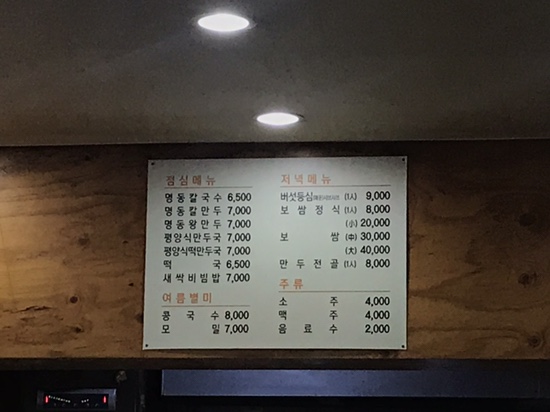 점심메뉴
명동칼국수 6,500
명동칼만두 7,000
명동왕만두 7,000
평양식만두국 7,000
평양식떡만두국 7,000
떡국 6,500
새싹비빔밥 7,000
여름별미
콩국수 8,000
모밀 7,000
저녁메뉴
버섯등심 (1人) 9,000
보쌈정식 (1人) 8,000
(小) 20,000
보쌈 (中) 30,000
(大) 40,000
만두전골 (1人) 8,000
주류
소주 4,000
맥주 4,000
음료수 2,000